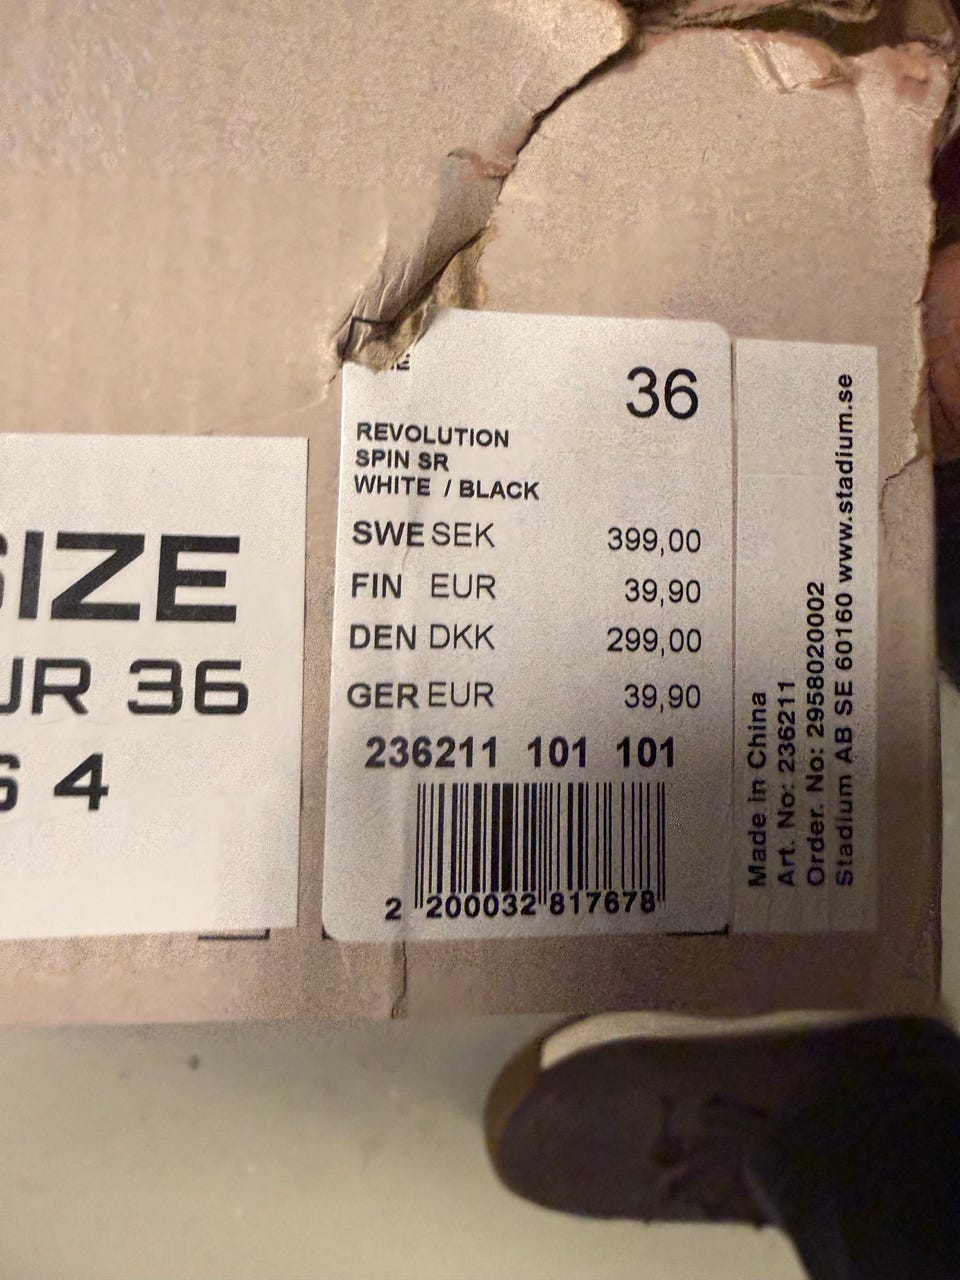 SIZE
UR 36
4
36
REVOLUTION
SPIN SR
WHITE / BLACK
SWE SEK 399,00
FIN EUR 39,90
DEN DKK 299,00
GER EUR 39,90
236211 101 101
2 200032 817678
Made in China
Art. No: 236211
Order. No: 2958020002
Stadium AB SE 60160 www.stadium.se